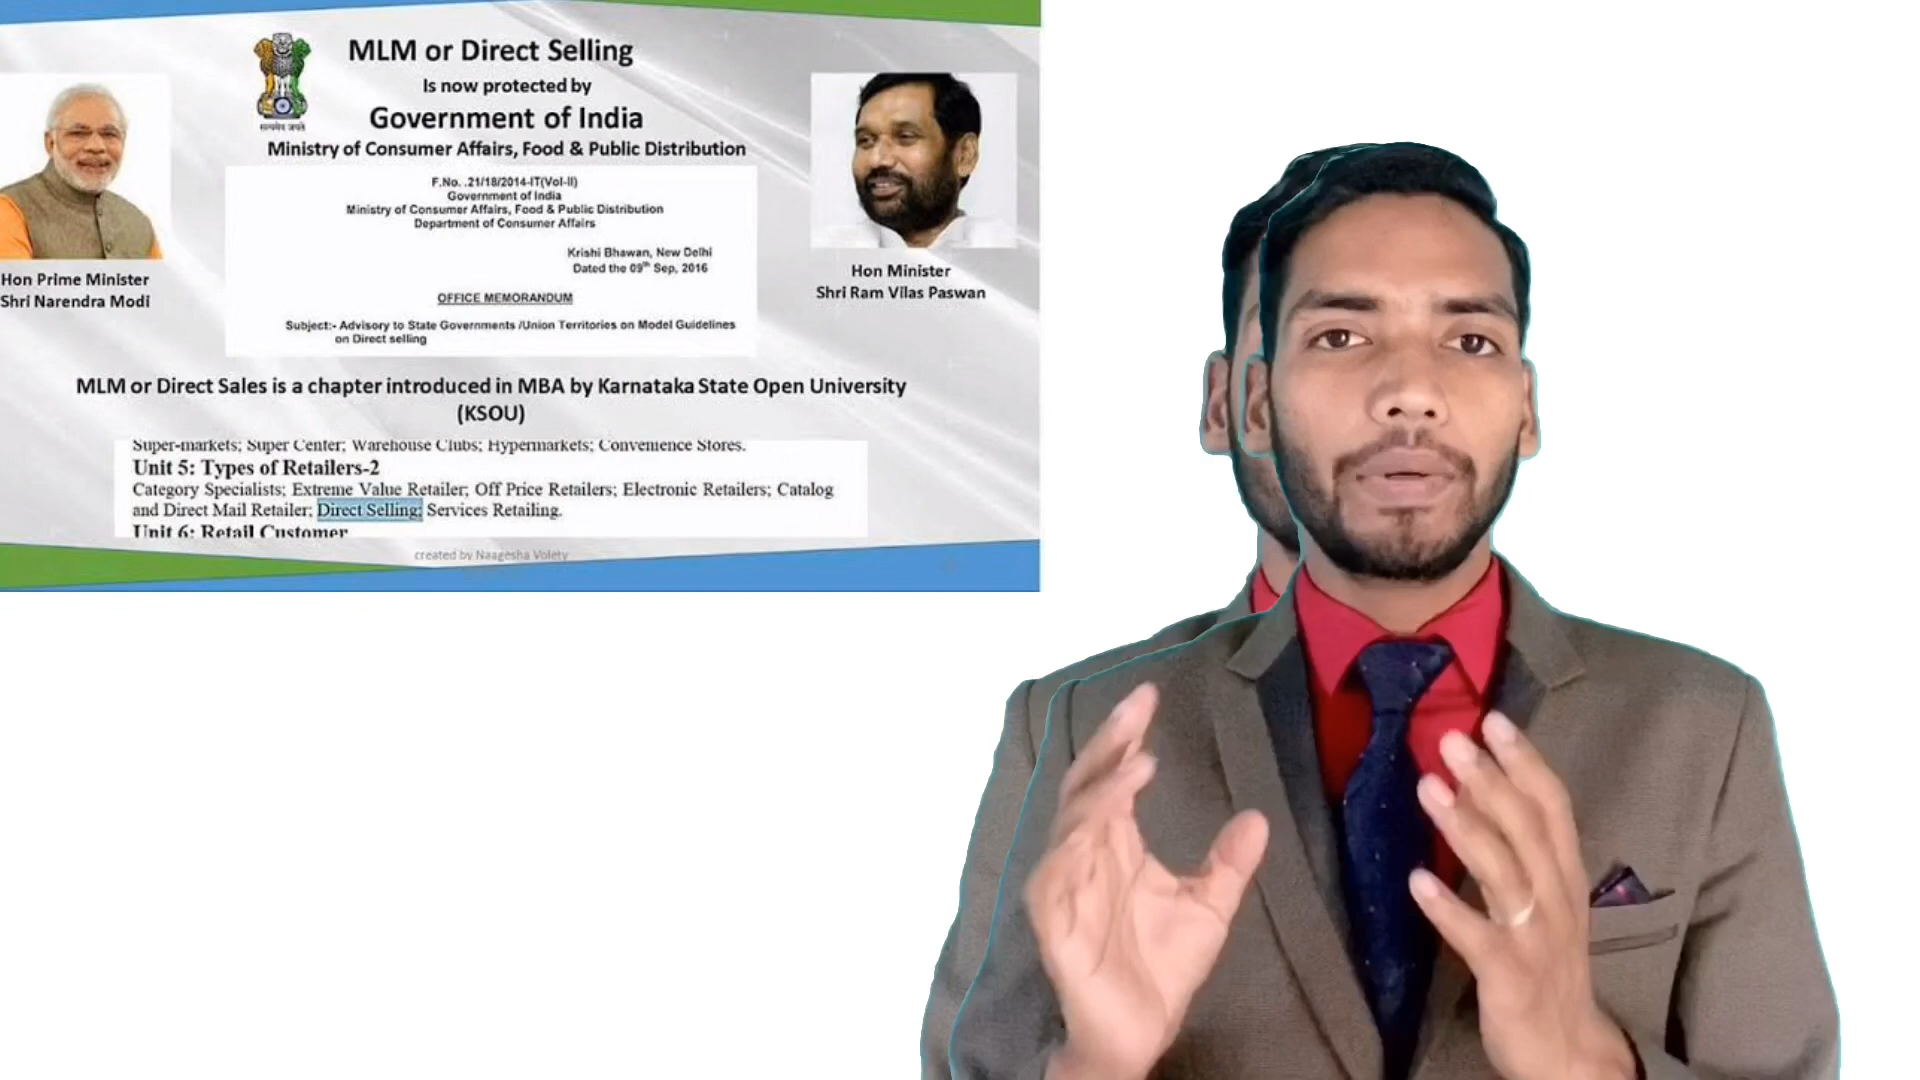 MLM or Direct Selling
Is now protected by
Government of India
Ministry of Consumer Affairs, Food & Public Distribution
सत्यमेव जयते
F.No. .21/18/2014-IT(Vol-II)
Government of India
Ministry of Consumer Affairs, Food & Public Distribution
Department of Consumer Affairs
Krishi Bhawan, New Delhi
Dated the 09th Sep, 2016
OFFICE MEMORANDUM
Subject:- Advisory to State Governments /Union Territories on Model Guidelines
on Direct selling
Hon Prime Minister
Shri Narendra Modi
Hon Minister
Shri Ram Vilas Paswan
MLM or Direct Sales is a chapter introduced in MBA by Karnataka State Open University
(KSOU)
Super-markets; Super Center; Warehouse Clubs; Hypermarkets; Convenience Stores.
Unit 5: Types of Retailers-2
Category Specialists; Extreme Value Retailer; Off Price Retailers; Electronic Retailers; Catalog
and Direct Mail Retailer; Direct Selling; Services Retailing.
Unit 6: Retail Customer
created by Naagesha Volety